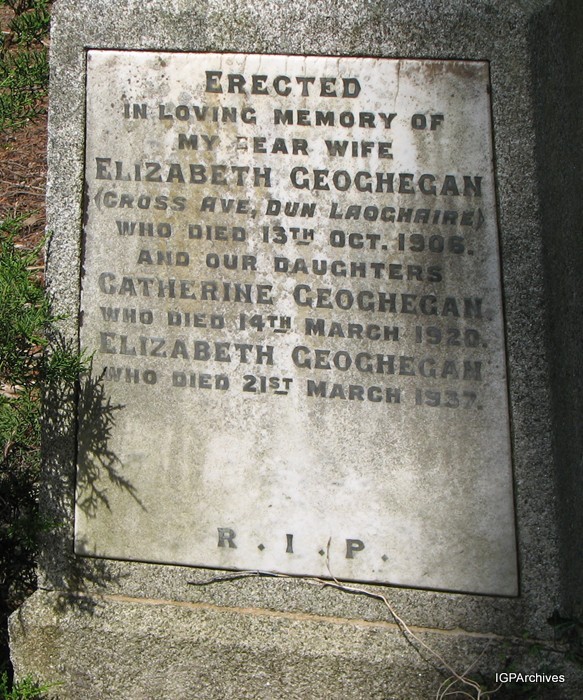 ERECTED
IN LOVING MEMORY OF
MY DEAR WIFE
ELIZABETH GEOGHEGAN
(CROSS AVE, DUN LAOGHAIRE)
WHO DIED 13TH OCT. 1906.
AND OUR DAUGHTERS
CATHERINE GEOGHEGAN.
WHO DIED 14TH MARCH 1920.
ELIZABETH GEOGHEGAN
WHO DIED 21ST MARCH 1937.
R. I. P.
IGPArchives